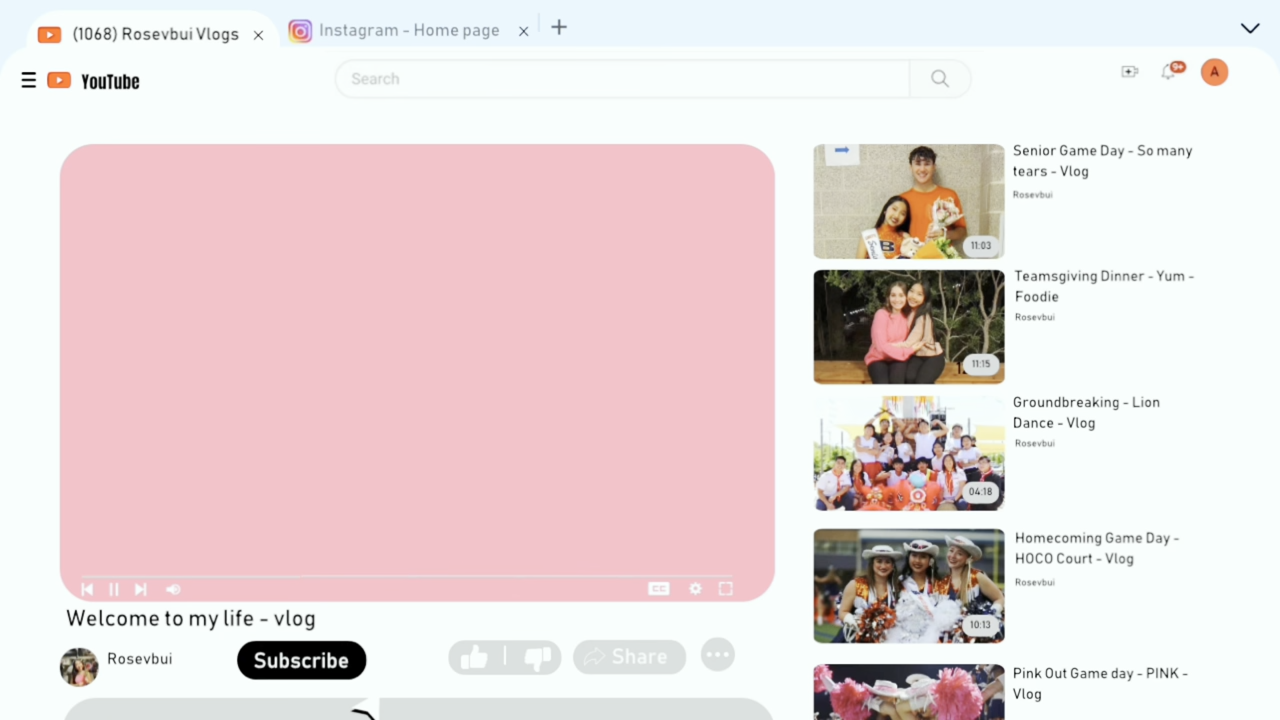 (1068) Rosevbui Vlogs
Instagram - Home page
YouTube
Search
9+
A
CC
Welcome to my life - vlog
Rosevbui
Subscribe
Share
11:03
Senior Game Day - So many
tears - Vlog
Rosevbui
11:15
Teamsgiving Dinner - Yum -
Foodie
Rosevbui
04:18
Groundbreaking - Lion
Dance - Vlog
Rosevbui
10:13
Homecoming Game Day -
HOCO Court - Vlog
Rosevbui
Pink Out Game day - PINK -
Vlog